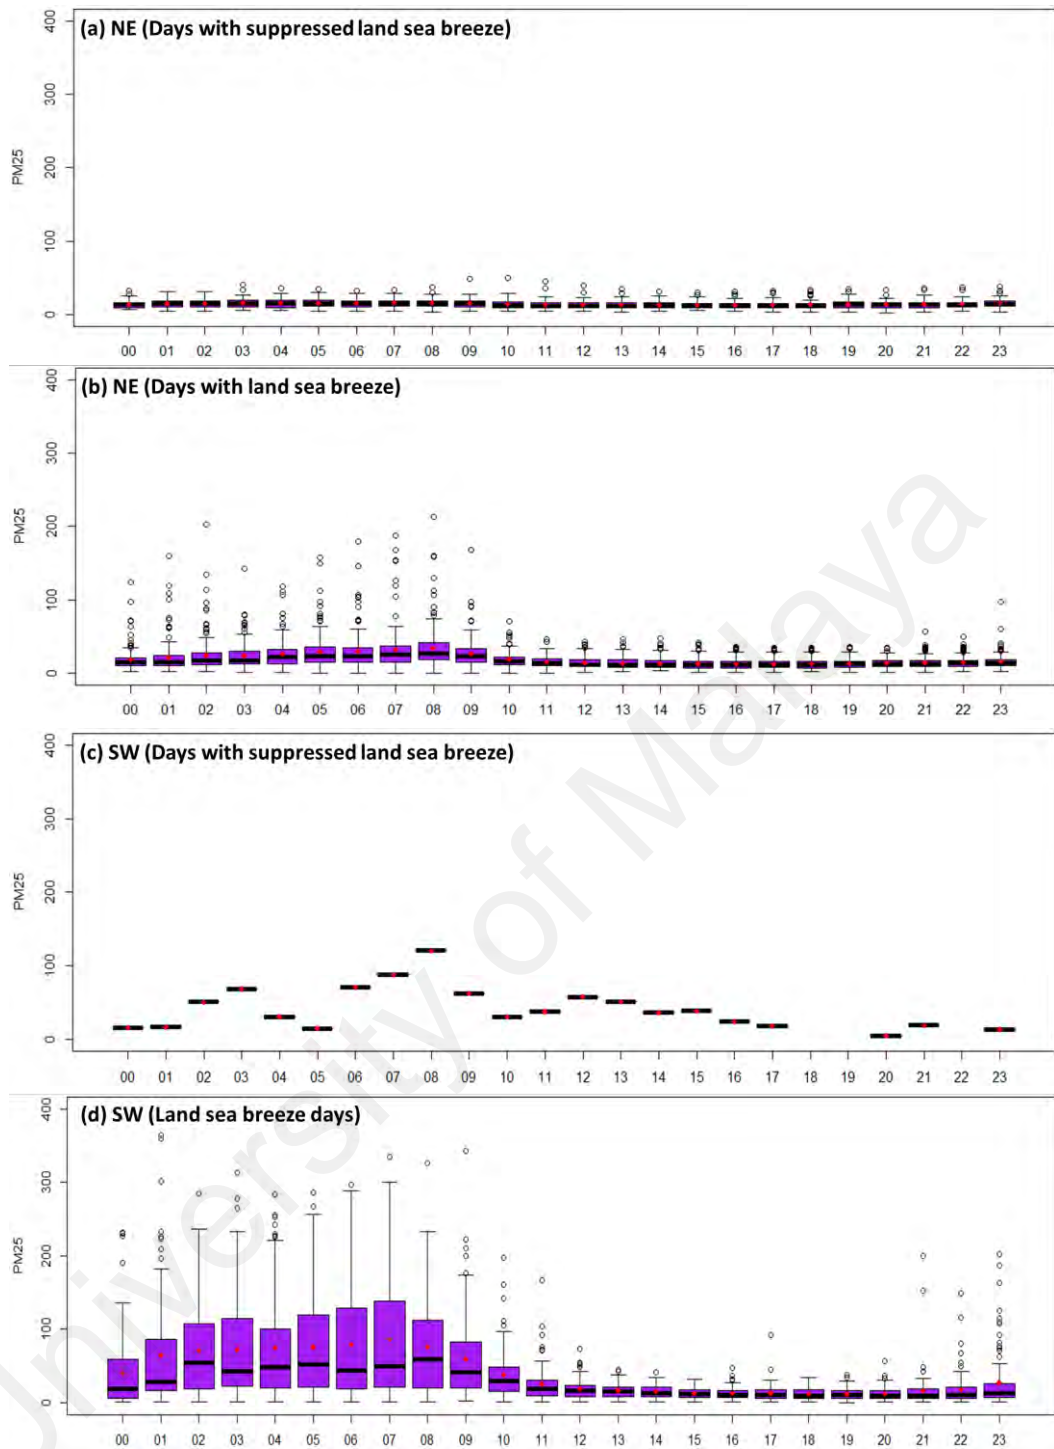 (a) NE (Days with suppressed land sea breeze)
400
300
200
100
0
PM25
00 01 02 03 04 05 06 07 08 09 10 11 12 13 14 15 16 17 18 19 20 21 22 23
(b) NE (Days with land sea breeze)
400
300
200
100
0
PM25
00 01 02 03 04 05 06 07 08 09 10 11 12 13 14 15 16 17 18 19 20 21 22 23
(c) SW (Days with suppressed land sea breeze)
400
300
200
100
0
PM25
00 01 02 03 04 05 06 07 08 09 10 11 12 13 14 15 16 17 18 19 20 21 22 23
(d) SW (Land sea breeze days)
400
300
200
100
0
PM25
00 01 02 03 04 05 06 07 08 09 10 11 12 13 14 15 16 17 18 19 20 21 22 23
University of Malaya